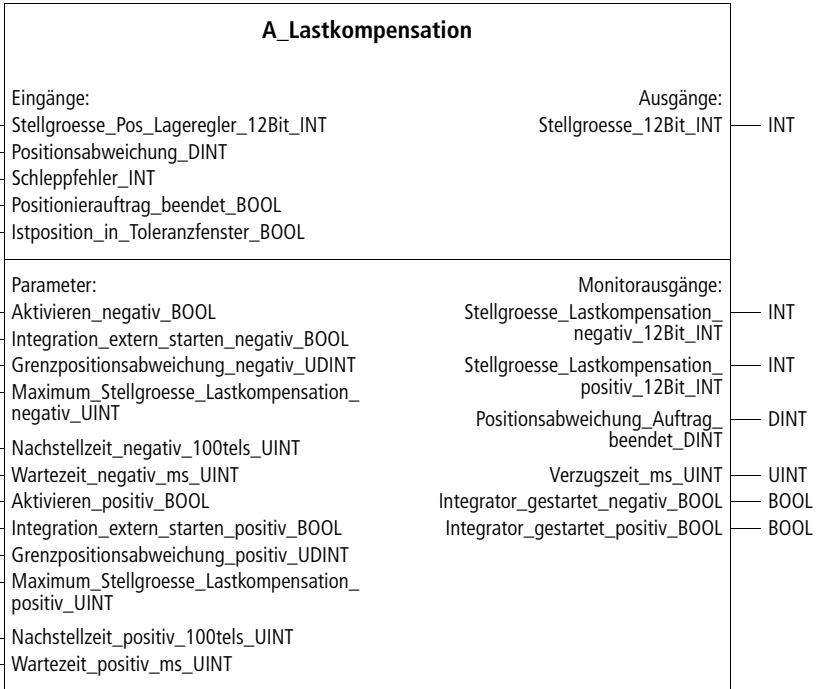 A_Lastkompensation
Eingänge:
Ausgänge:
Stellgroesse_Pos_Lageregler_12Bit_INT
Stellgroesse_12Bit_INT
INT
Positionsabweichung_DINT
Schleppfehler_INT
Positionierauftrag_beendet_BOOL
Istposition_in_Toleranzfenster_BOOL
Parameter:
Monitorausgänge:
Aktivieren_negativ_BOOL
Stellgroesse_Lastkompensation_
negativ_12Bit_INT
INT
Integration_extern_starten_negativ_BOOL
Grenzpositionsabweichung_negativ_UDINT
Stellgroesse_Lastkompensation_
positiv_12Bit_INT
INT
Maximum_Stellgroesse_Lastkompensation_
negativ_UINT
Positionsabweichung_Auftrag_
beendet_DINT
DINT
Nachstellzeit_negativ_100tels_UINT
Wartezeit_negativ_ms_UINT
Verzugszeit_ms_UINT
UINT
Aktivieren_positiv_BOOL
Integrator_gestartet_negativ_BOOL
BOOL
Integration_extern_starten_positiv_BOOL
Integrator_gestartet_positiv_BOOL
BOOL
Grenzpositionsabweichung_positiv_UDINT
Maximum_Stellgroesse_Lastkompensation_
positiv_UINT
Nachstellzeit_positiv_100tels_UINT
Wartezeit_positiv_ms_UINT